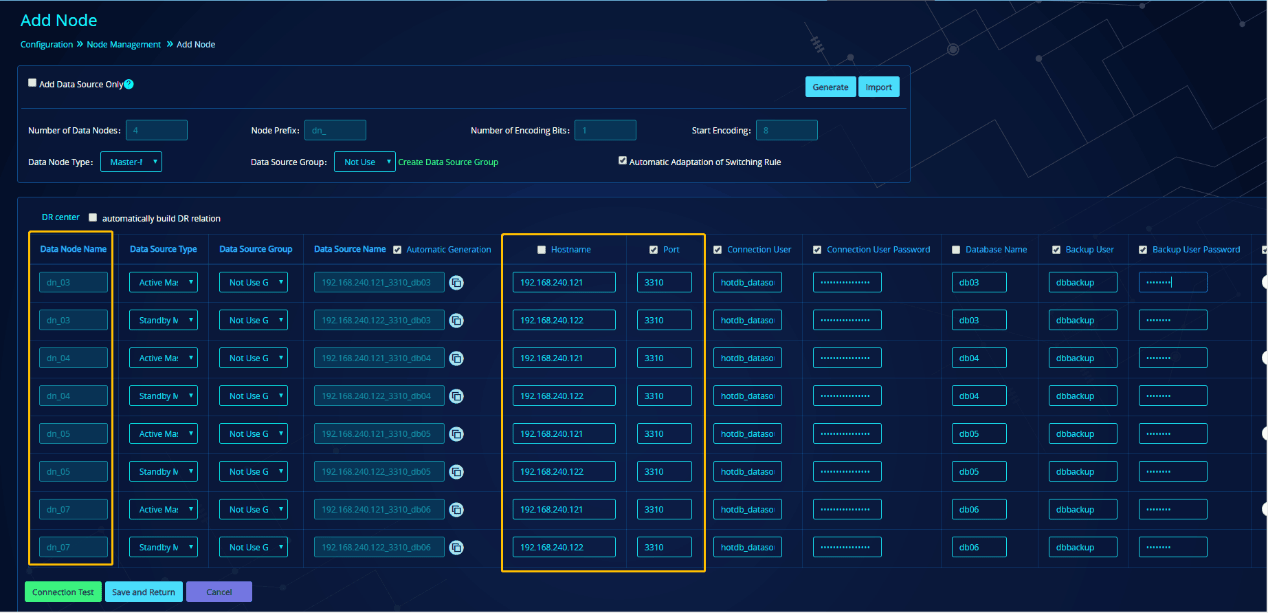 Add Node
Configuration » Node Management » Add Node
Add Data Source Only ?
Generate Import
Number of Data Nodes: 4 Node Prefix: dn_ Number of Encoding Bits: 1 Start Encoding: 8
Data Node Type: Master-M Data Source Group: Not Use Create Data Source Group Automatic Adaptation of Switching Rule
DR center automatically build DR relation
Data Node Name Data Source Type Data Source Group Data Source Name Automatic Generation Hostname Port Connection User Connection User Password Database Name Backup User Backup User Password
dn_03 Active Mas Not Use G 192.168.240.121_3310_db03 192.168.240.121 3310 hotdb_dataso db03 dbbackup
dn_03 Standby M Not Use G 192.168.240.122_3310_db03 192.168.240.122 3310 hotdb_dataso db03 dbbackup
dn_04 Active Mas Not Use G 192.168.240.121_3310_db04 192.168.240.121 3310 hotdb_dataso db04 dbbackup
dn_04 Standby M Not Use G 192.168.240.122_3310_db04 192.168.240.122 3310 hotdb_dataso db04 dbbackup
dn_05 Active Mas Not Use G 192.168.240.121_3310_db05 192.168.240.121 3310 hotdb_dataso db05 dbbackup
dn_05 Standby M Not Use G 192.168.240.122_3310_db05 192.168.240.122 3310 hotdb_dataso db05 dbbackup
dn_07 Active Mas Not Use G 192.168.240.121_3310_db06 192.168.240.121 3310 hotdb_dataso db06 dbbackup
dn_07 Standby M Not Use G 192.168.240.122_3310_db06 192.168.240.122 3310 hotdb_dataso db06 dbbackup
Connection Test Save and Return Cancel